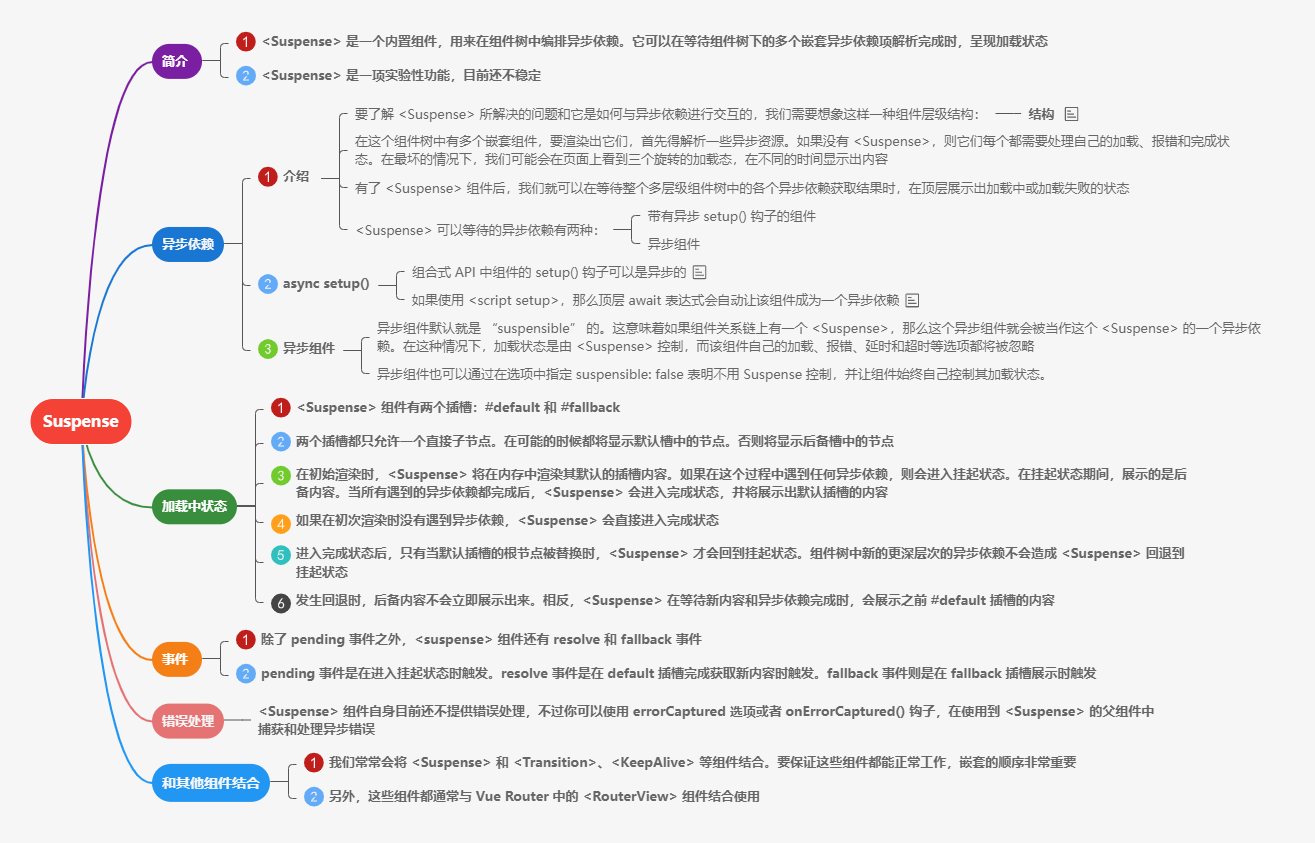 Suspense
简介
1 <Suspense> 是一个内置组件，用来在组件树中编排异步依赖。它可以在等待组件树下的多个嵌套异步依赖项解析完成时，呈现加载状态
2 <Suspense> 是一项实验性功能，目前还不稳定
异步依赖
1 介绍
要了解 <Suspense> 所解决的问题和它是如何与异步依赖进行交互的，我们需要想象这样一种组件层级结构：
结构
在这个组件树中有多个嵌套组件，要渲染出它们，首先得解析一些异步资源。如果没有 <Suspense>，则它们每个都需要处理自己的加载、报错和完成状
态。在最坏的情况下，我们可能会在页面上看到三个旋转的加载态，在不同的时间显示出内容
有了 <Suspense> 组件后，我们就可以在等待整个多层级组件树中的各个异步依赖获取结果时，在顶层展示出加载中或加载失败的状态
<Suspense> 可以等待的异步依赖有两种：
带有异步 setup() 钩子的组件
异步组件
2 async setup()
组合式 API 中组件的 setup() 钩子可以是异步的
如果使用 <script setup>，那么顶层 await 表达式会自动让该组件成为一个异步依赖
3 异步组件
异步组件默认就是 “suspensible” 的。这意味着如果组件关系链上有一个 <Suspense>，那么这个异步组件就会被当作这个 <Suspense> 的一个异步依
赖。在这种情况下，加载状态是由 <Suspense> 控制，而该组件自己的加载、报错、延时和超时等选项都将被忽略
异步组件也可以通过在选项中指定 suspensible: false 表明不用 Suspense 控制，并让组件始终自己控制其加载状态。
加载中状态
1 <Suspense> 组件有两个插槽：#default 和 #fallback
2 两个插槽都只允许一个直接子节点。在可能的时候都将显示默认槽中的节点。否则将显示后备槽中的节点
3 在初始渲染时，<Suspense> 将在内存中渲染其默认的插槽内容。如果在这个过程中遇到任何异步依赖，则会进入挂起状态。在挂起状态期间，展示的是后
备内容。当所有遇到的异步依赖都完成后，<Suspense> 会进入完成状态，并将展示出默认插槽的内容
4 如果在初次渲染时没有遇到异步依赖，<Suspense> 会直接进入完成状态
5 进入完成状态后，只有当默认插槽的根节点被替换时，<Suspense> 才会回到挂起状态。组件树中新的更深层次的异步依赖不会造成 <Suspense> 回退到
挂起状态
6 发生回退时，后备内容不会立即展示出来。相反，<Suspense> 在等待新内容和异步依赖完成时，会展示之前 #default 插槽的内容
事件
1 除了 pending 事件之外，<suspense> 组件还有 resolve 和 fallback 事件
2 pending 事件是在进入挂起状态时触发。resolve 事件是在 default 插槽完成获取新内容时触发。fallback 事件则是在 fallback 插槽展示时触发
错误处理
<Suspense> 组件自身目前还不提供错误处理，不过你可以使用 errorCaptured 选项或者 onErrorCaptured() 钩子，在使用到 <Suspense> 的父组件中
捕获和处理异步错误
和其他组件结合
1 我们常常会将 <Suspense> 和 <Transition>、<KeepAlive> 等组件结合。要保证这些组件都能正常工作，嵌套的顺序非常重要
2 另外，这些组件都通常与 Vue Router 中的 <RouterView> 组件结合使用